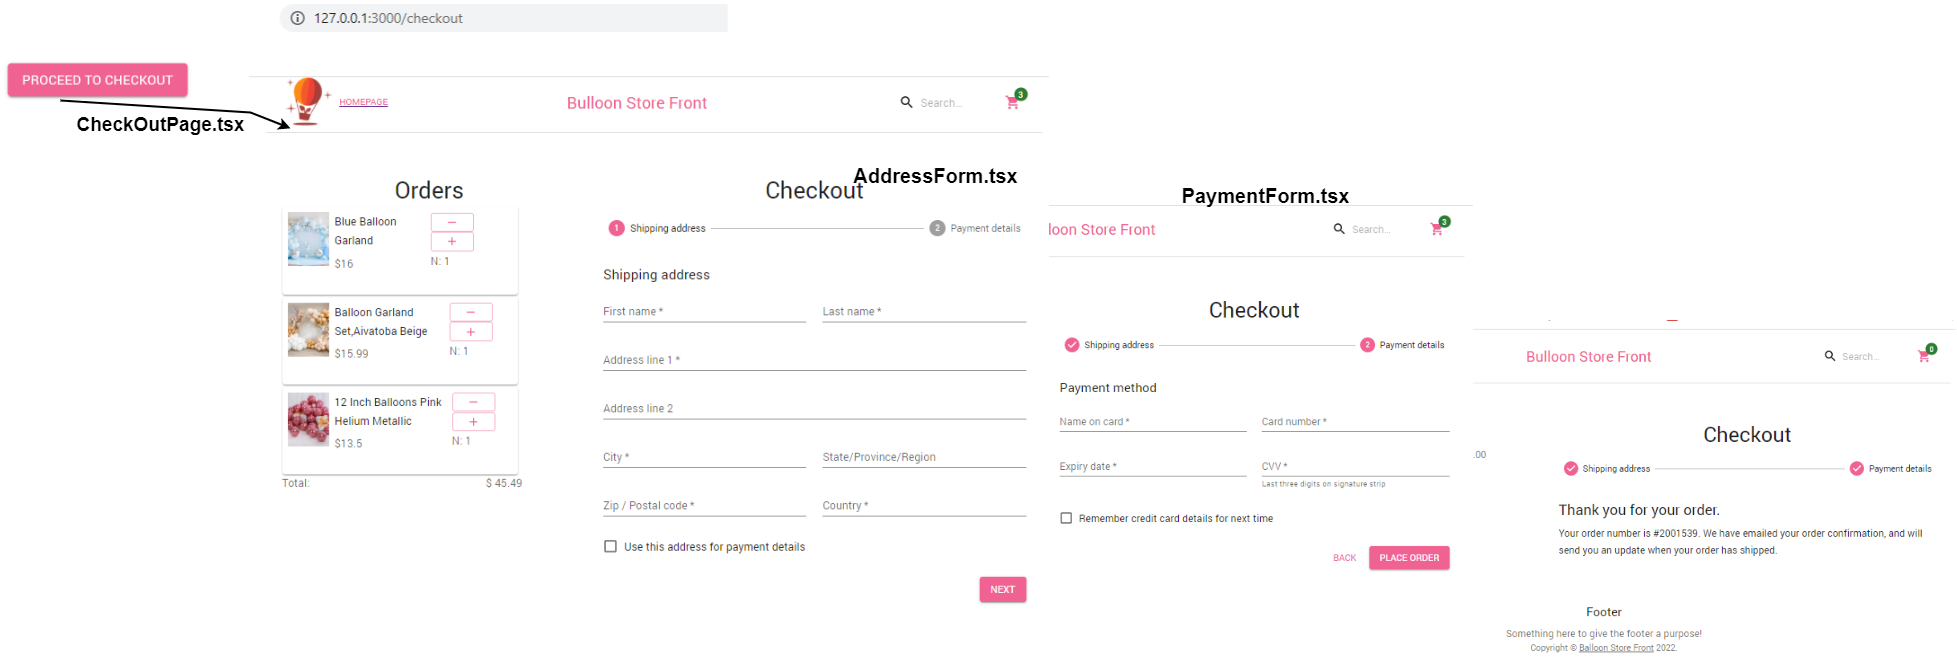 127.0.0.1:3000/checkout
PROCEED TO CHECKOUT
CheckOutPage.tsx
HOMEPAGE
Bulloon Store Front
Search...
3
Orders
Blue Balloon
Garland
$16
−
+
N: 1
Balloon Garland
Set,Aivatoba Beige
$15.99
−
+
N: 1
12 Inch Balloons Pink
Helium Metallic
$13.5
−
+
N: 1
Total:
$ 45.49
AddressForm.tsx
Checkout
1 Shipping address
2 Payment details
Shipping address
First name *
Last name *
Address line 1 *
Address line 2
City *
State/Province/Region
Zip / Postal code *
Country *
Use this address for payment details
NEXT
PaymentForm.tsx
loon Store Front
Search...
3
Checkout
Shipping address
2 Payment details
Payment method
Name on card *
Card number *
Expiry date *
CVV *
Last three digits on signature strip
Remember credit card details for next time
BACK
PLACE ORDER
Bulloon Store Front
Search...
0
Checkout
.00
Shipping address
Payment details
Thank you for your order.
Your order number is #2001539. We have emailed your order confirmation, and will
send you an update when your order has shipped.
Footer
Something here to give the footer a purpose!
Copyright © Balloon Store Front 2022.